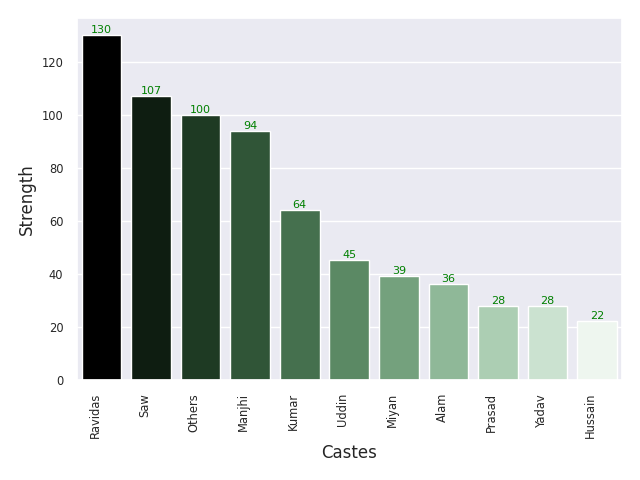 130
107
100
94
64
45
39
36
28
28
22
120
100
80
60
40
20
0
Strength
Ravidas
Saw
Others
Manjhi
Kumar
Uddin
Miyan
Alam
Prasad
Yadav
Hussain
Castes